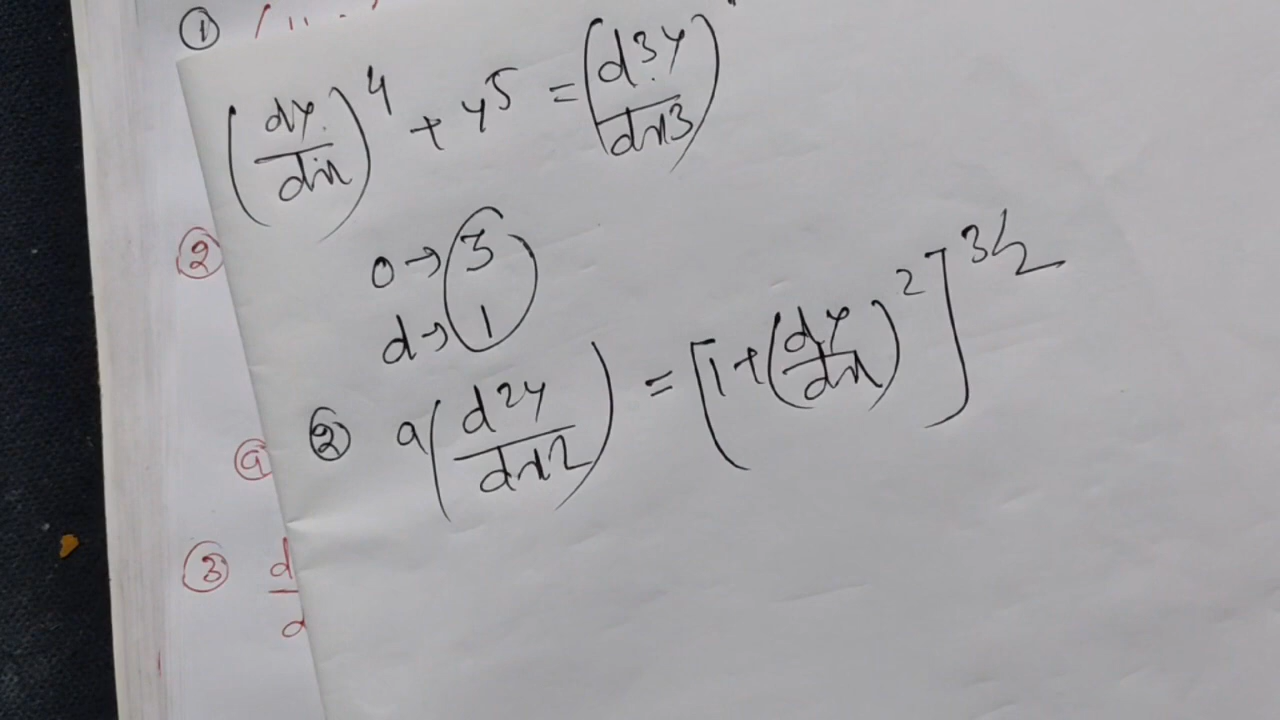 ①
(dy/dx)^4 + y^5 = (d3y/dx3)
②
o→3
d→1
② a(d2y/dx2) = [1+(dy/dx)^2]^3/2
③ d
d